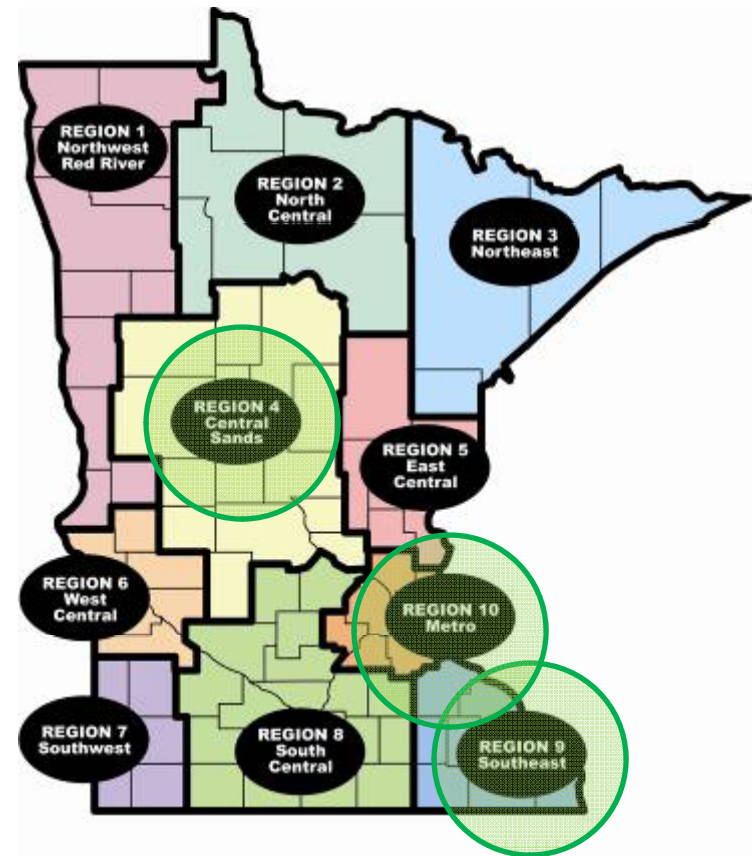 REGION 1
Northwest
Red River
REGION 2
North
Central
REGION 3
Northeast
REGION 4
Central
Sands
REGION 5
East
Central
REGION 6
West
Central
REGION 10
Metro
REGION 7
Southwest
REGION 8
South
Central
REGION 9
Southeast